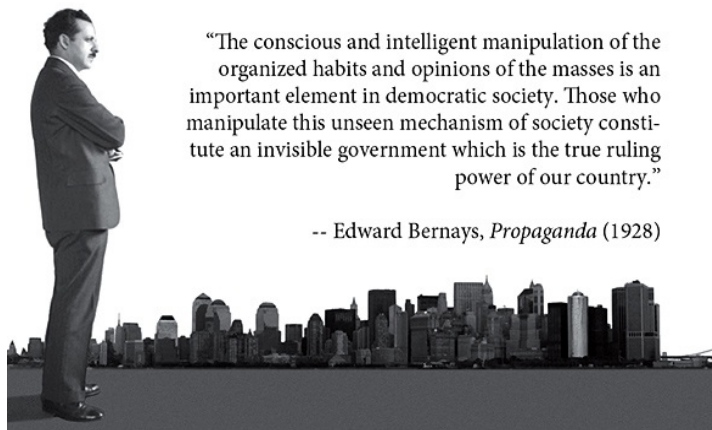 “The conscious and intelligent manipulation of the
organized habits and opinions of the masses is an
important element in democratic society. Those who
manipulate this unseen mechanism of society consti-
tute an invisible government which is the true ruling
power of our country.”
-- Edward Bernays, Propaganda (1928)